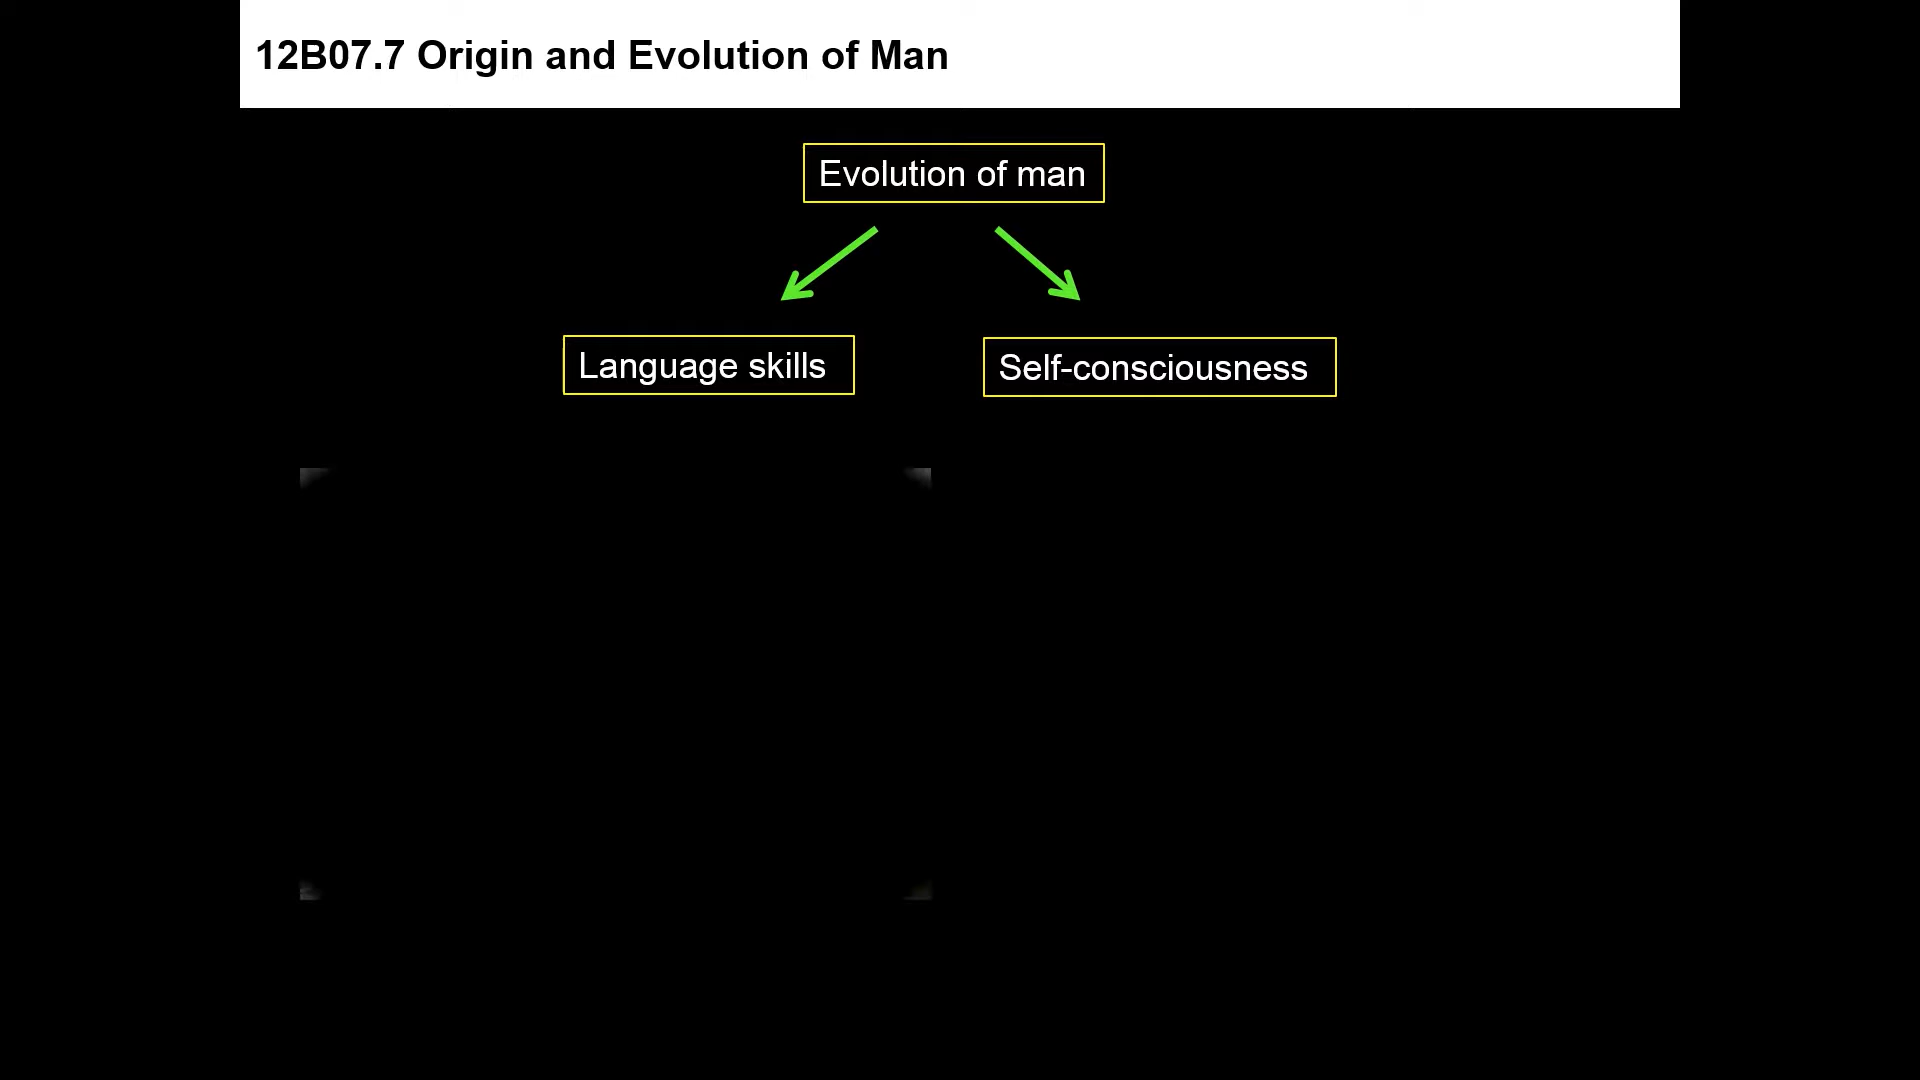 12B07.7 Origin and Evolution of Man
Evolution of man
Language skills
Self-consciousness